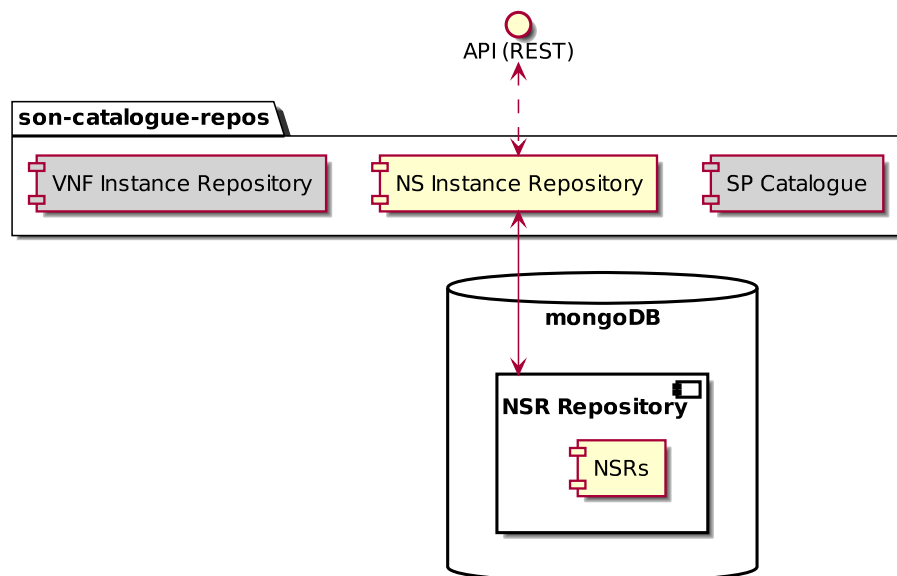 API (REST)
son-catalogue-repos
VNF Instance Repository
NS Instance Repository
SP Catalogue
mongoDB
NSR Repository
NSRs